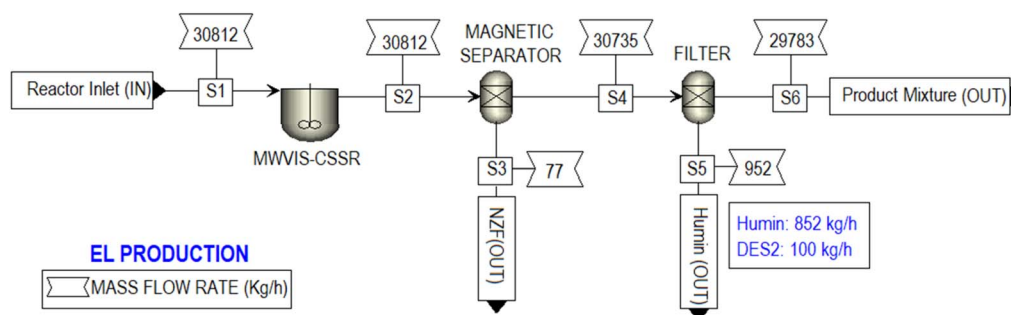 30812
30812
MAGNETIC
SEPARATOR
30735
FILTER
29783
Reactor Inlet (IN)
S1
S2
S4
S6
Product Mixture (OUT)
MWVIS-CSSR
S3
77
S5
952
NZF(OUT)
Humin (OUT)
Humin: 852 kg/h
DES2: 100 kg/h
EL PRODUCTION
MASS FLOW RATE (Kg/h)